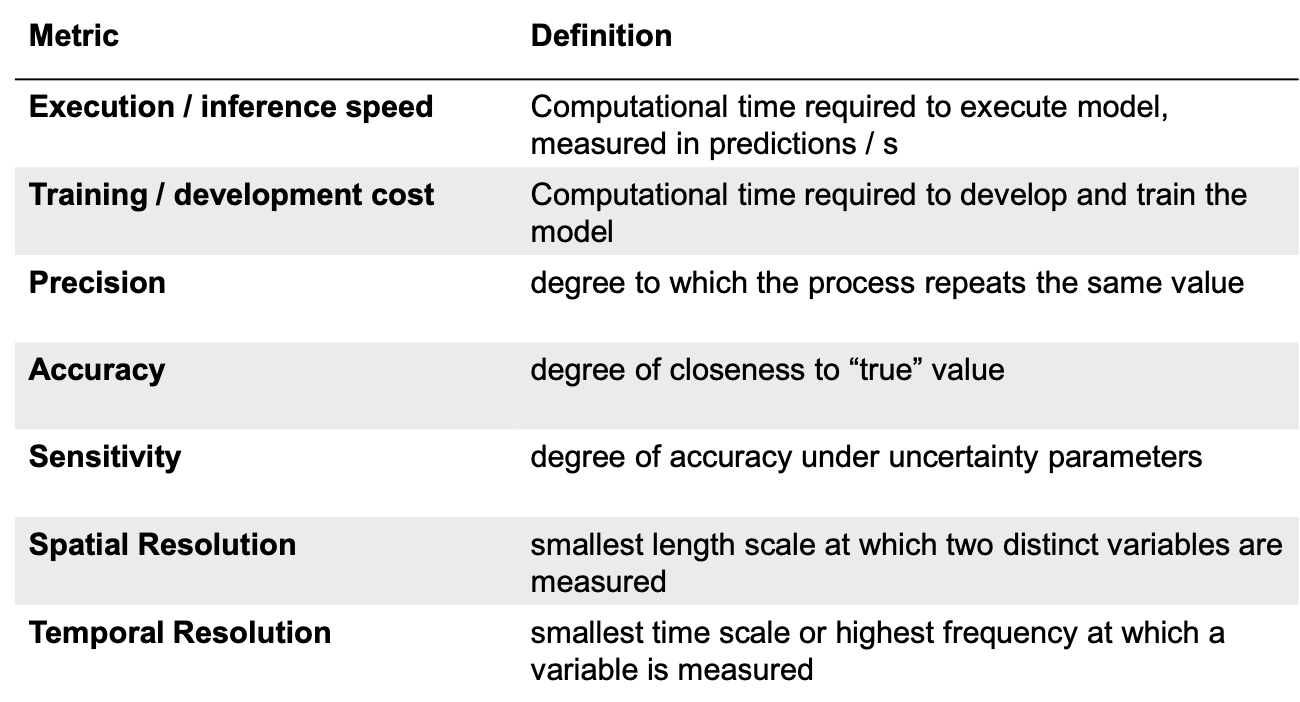 Metric Definition
Execution / inference speed Computational time required to execute model,
measured in predictions / s
Training / development cost Computational time required to develop and train the
model
Precision degree to which the process repeats the same value
Accuracy degree of closeness to “true” value
Sensitivity degree of accuracy under uncertainty parameters
Spatial Resolution smallest length scale at which two distinct variables are
measured
Temporal Resolution smallest time scale or highest frequency at which a
variable is measured